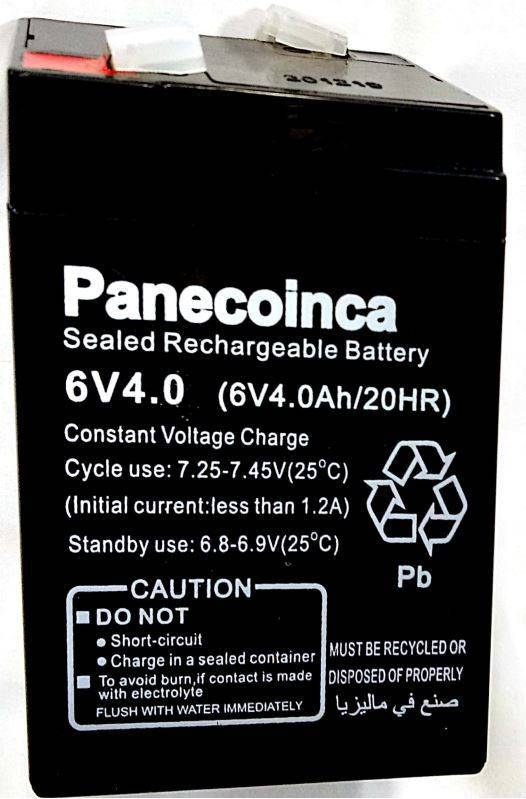 201216
Panecoinca
Sealed Rechargeable Battery
6V4.0 (6V4.0Ah/20HR)
Constant Voltage Charge
Cycle use: 7.25-7.45V(25°C)
(Initial current:less than 1.2A)
Standby use: 6.8-6.9V(25°C)
Pb
CAUTION
DO NOT
Short-circuit
Charge in a sealed container
To avoid burn,if contact is made
with electrolyte
FLUSH WITH WATER IMMEDIATELY
MUST BE RECYCLED OR
DISPOSED OF PROPERLY
صنع في ماليزيا